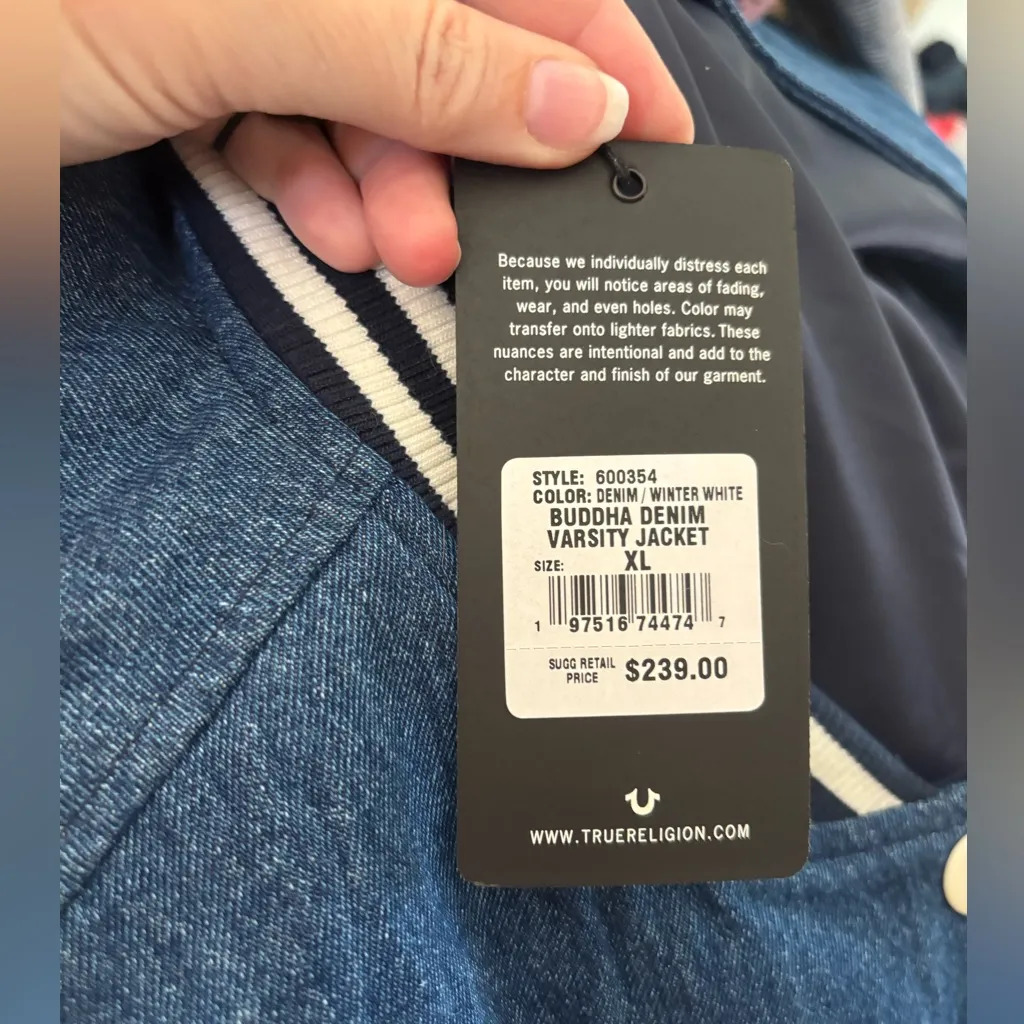 Because we individually distress each
item, you will notice areas of fading,
wear, and even holes. Color may
transfer onto lighter fabrics. These
nuances are intentional and add to the
character and finish of our garment.
STYLE: 600354
COLOR: DENIM / WINTER WHITE
BUDDHA DENIM
VARSITY JACKET
SIZE: XL
1 97516 74474 7
SUGG RETAIL
PRICE $239.00
WWW.TRUERELIGION.COM